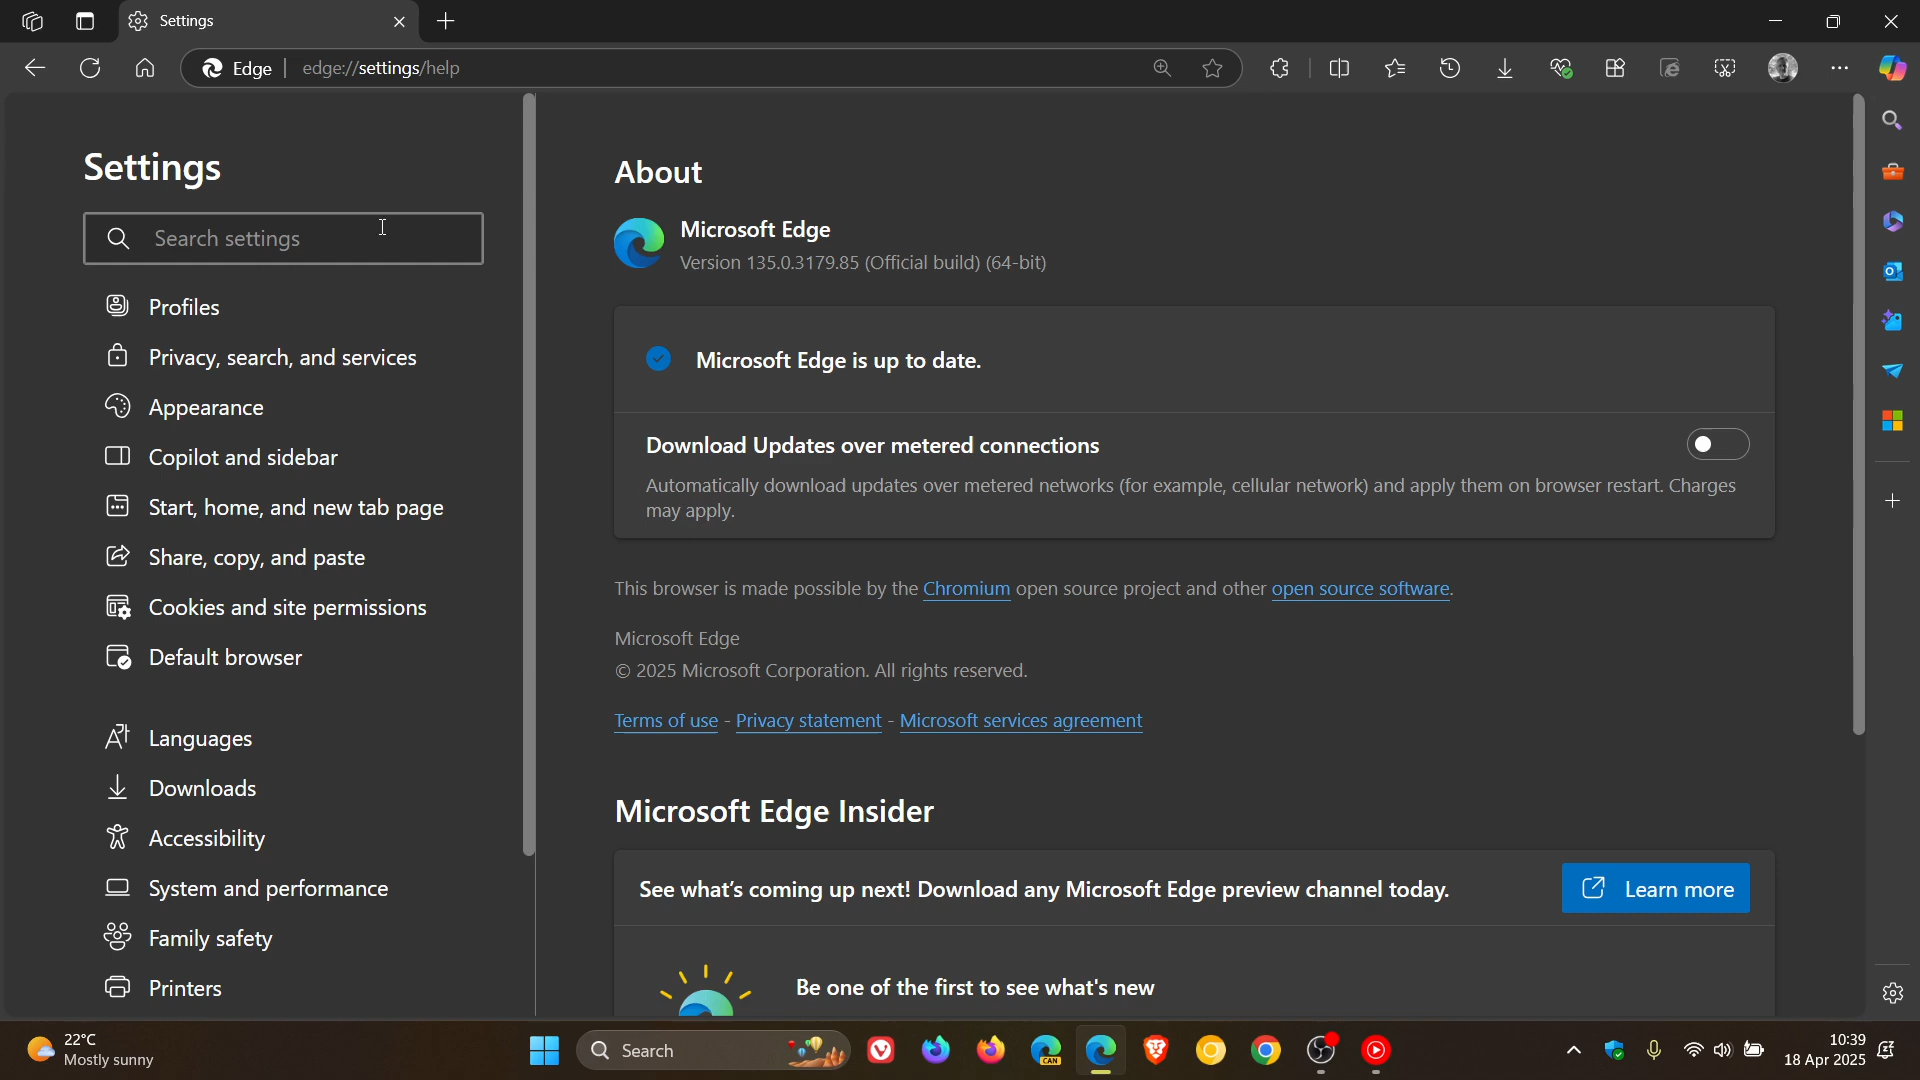 Settings
Edge
edge://settings/help
Settings
Search settings
Profiles
Privacy, search, and services
Appearance
Copilot and sidebar
Start, home, and new tab page
Share, copy, and paste
Cookies and site permissions
Default browser
Languages
Downloads
Accessibility
System and performance
Family safety
Printers
About
Microsoft Edge
Version 135.0.3179.85 (Official build) (64-bit)
Microsoft Edge is up to date.
Download Updates over metered connections
Automatically download updates over metered networks (for example, cellular network) and apply them on browser restart. Charges
may apply.
This browser is made possible by the Chromium open source project and other open source software.
Microsoft Edge
© 2025 Microsoft Corporation. All rights reserved.
Terms of use - Privacy statement - Microsoft services agreement
Microsoft Edge Insider
See what's coming up next! Download any Microsoft Edge preview channel today.
Learn more
Be one of the first to see what's new
22°C
Mostly sunny
Search
CAN
10:39
18 Apr 2025